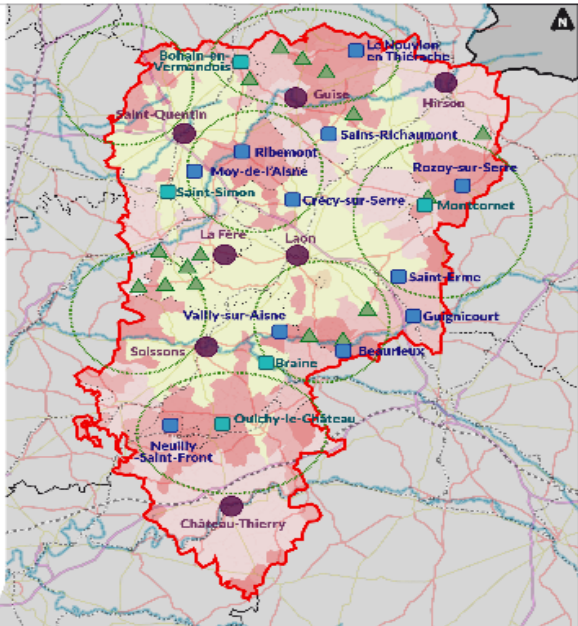 N
Le Nouvion
en Thiérache
Bohain-en-
Vermandois
Guise
Hirson
Saint-Quentin
Sains-Richaumont
Ribemont
Rozoy-sur-Serre
Moy-de-l'Aisne
Saint-Simon
Crécy-sur-Serre
Montcornet
La Fère
Laon
Saint-Erme
Vailly-sur-Aisne
Guignicourt
Soissons
Beaurieux
Braine
Oulchy-le-Château
Neuilly
-Saint-Front
Château-Thierry